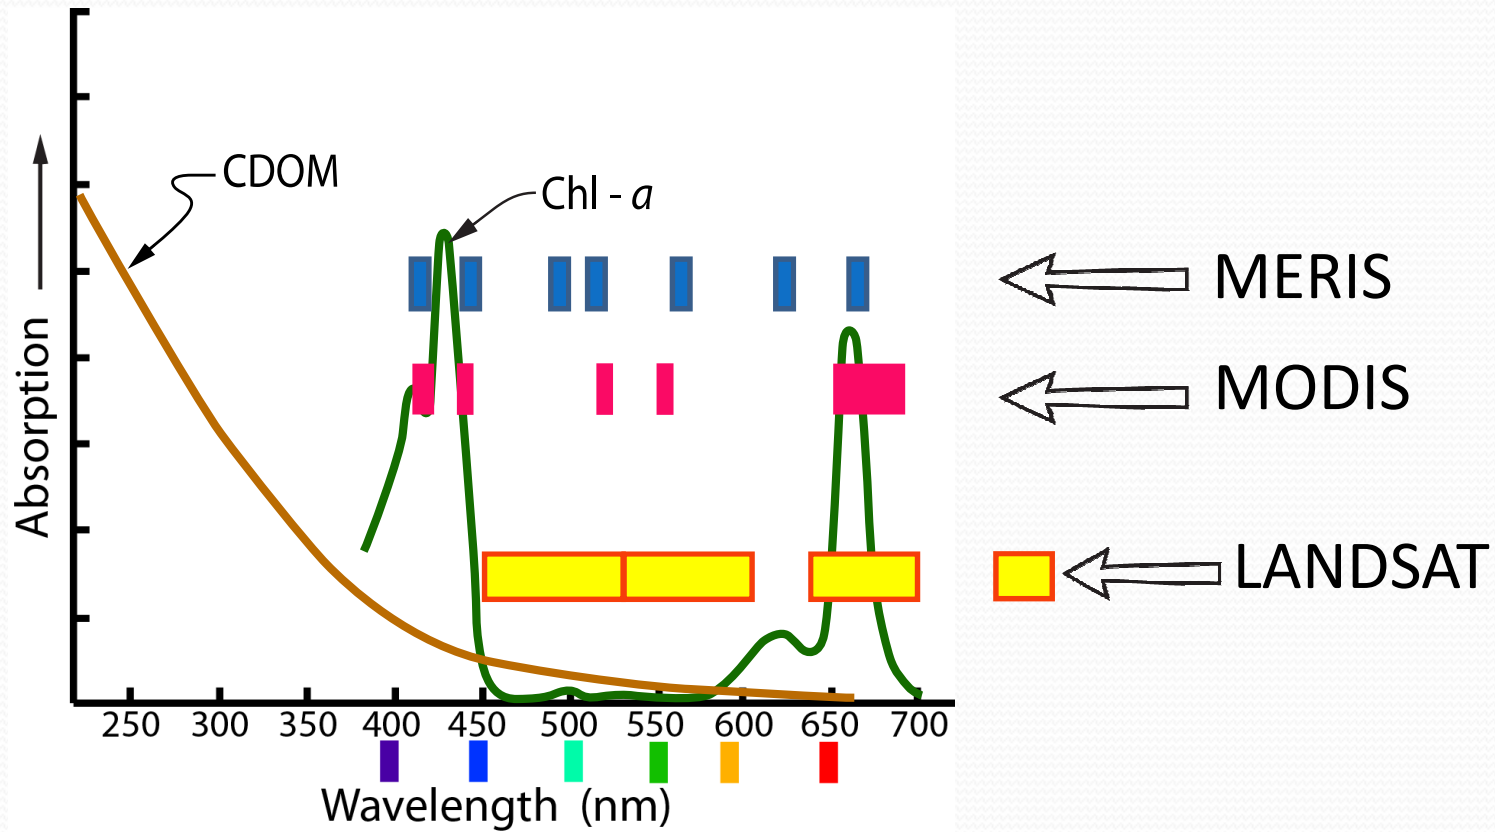 CDOM
Chl - a
MERIS
MODIS
LANDSAT
Absorption
250 300 350 400 450 500 550 600 650 700
Wavelength (nm)